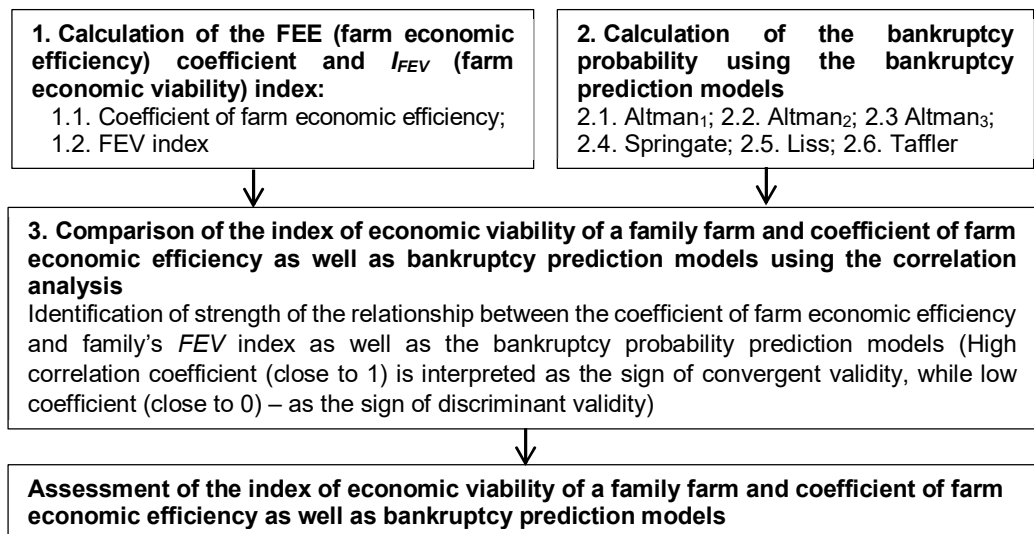 1. Calculation of the FEE (farm economic
efficiency) coefficient and I_FEV (farm
economic viability) index:
1.1. Coefficient of farm economic efficiency;
1.2. FEV index
2. Calculation of the bankruptcy
probability using the bankruptcy
prediction models
2.1. Altman₁; 2.2. Altman₂; 2.3 Altman₃;
2.4. Springate; 2.5. Liss; 2.6. Taffler
3. Comparison of the index of economic viability of a family farm and coefficient of farm
economic efficiency as well as bankruptcy prediction models using the correlation
analysis
Identification of strength of the relationship between the coefficient of farm economic efficiency
and family's FEV index as well as the bankruptcy probability prediction models (High
correlation coefficient (close to 1) is interpreted as the sign of convergent validity, while low
coefficient (close to 0) – as the sign of discriminant validity)
Assessment of the index of economic viability of a family farm and coefficient of farm
economic efficiency as well as bankruptcy prediction models